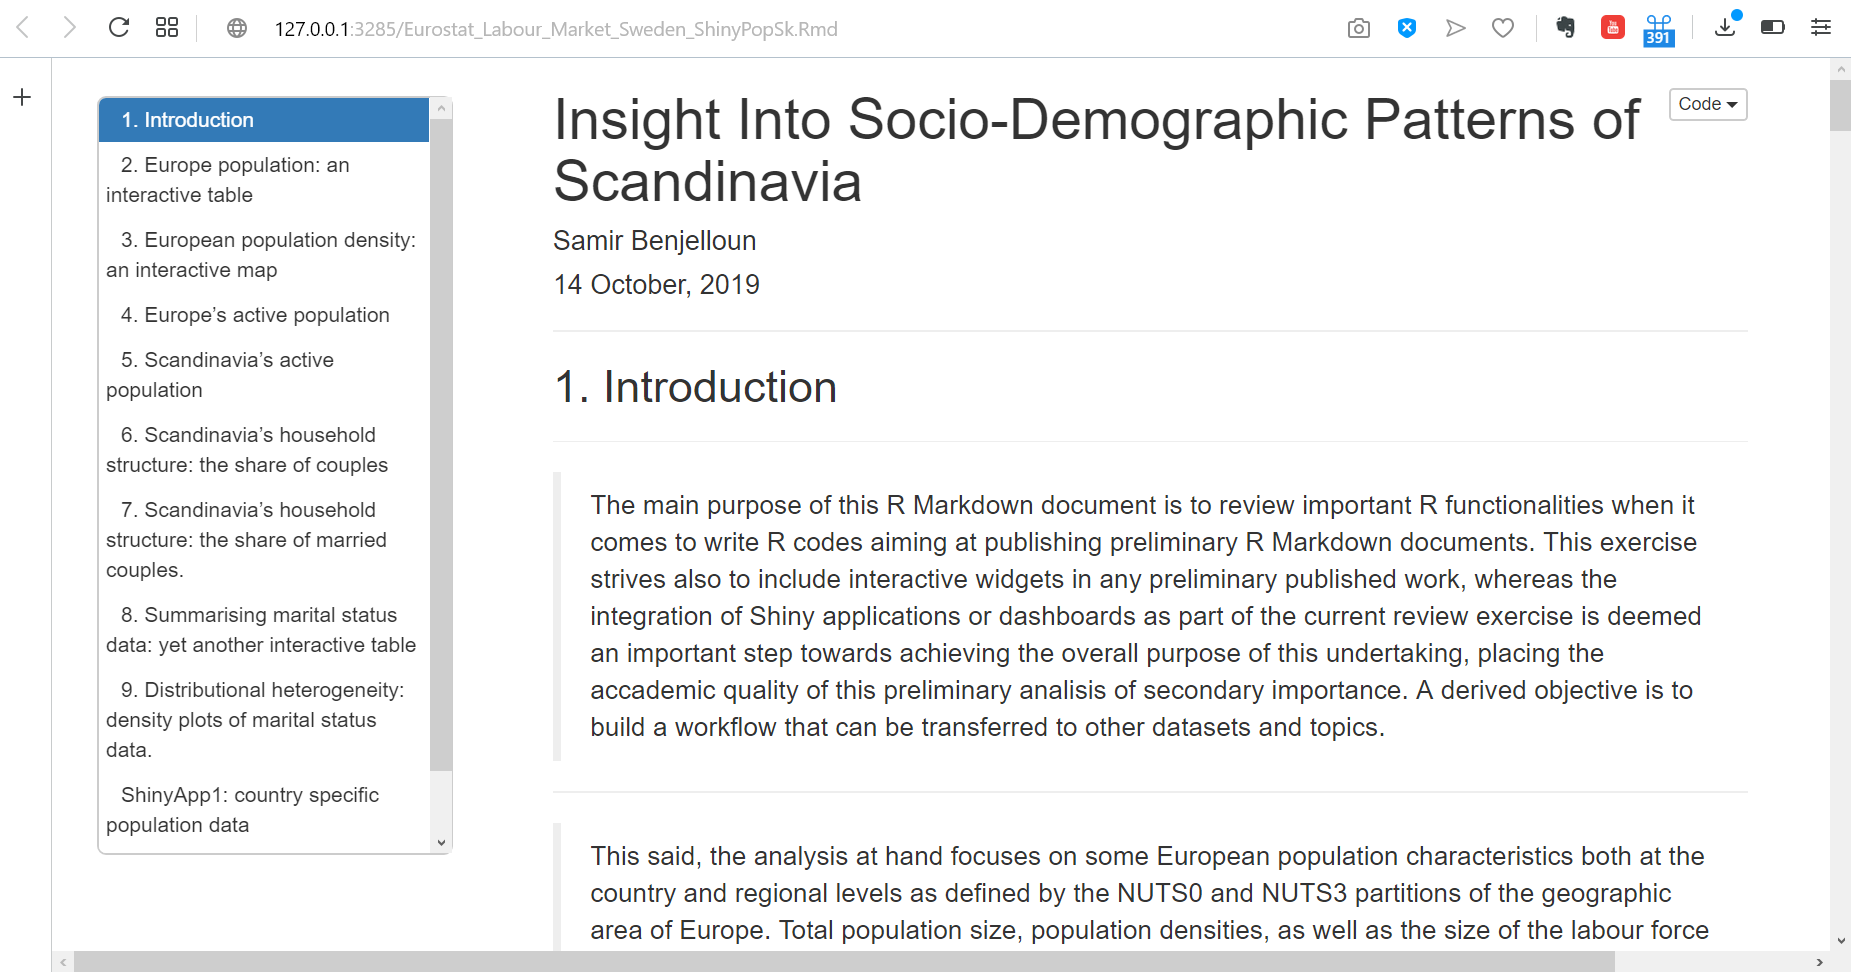 127.0.0.1:3285/Eurostat_Labour_Market_Sweden_ShinyPopSk.Rmd
You
Tube
391
1. Introduction
2. Europe population: an
interactive table
3. European population density:
an interactive map
4. Europe’s active population
5. Scandinavia’s active
population
6. Scandinavia’s household
structure: the share of couples
7. Scandinavia’s household
structure: the share of married
couples.
8. Summarising marital status
data: yet another interactive table
9. Distributional heterogeneity:
density plots of marital status
data.
ShinyApp1: country specific
population data
Code
Insight Into Socio-Demographic Patterns of
Scandinavia
Samir Benjelloun
14 October, 2019
1. Introduction
The main purpose of this R Markdown document is to review important R functionalities when it
comes to write R codes aiming at publishing preliminary R Markdown documents. This exercise
strives also to include interactive widgets in any preliminary published work, whereas the
integration of Shiny applications or dashboards as part of the current review exercise is deemed
an important step towards achieving the overall purpose of this undertaking, placing the
accademic quality of this preliminary analisis of secondary importance. A derived objective is to
build a workflow that can be transferred to other datasets and topics.
This said, the analysis at hand focuses on some European population characteristics both at the
country and regional levels as defined by the NUTS0 and NUTS3 partitions of the geographic
area of Europe. Total population size, population densities, as well as the size of the labour force